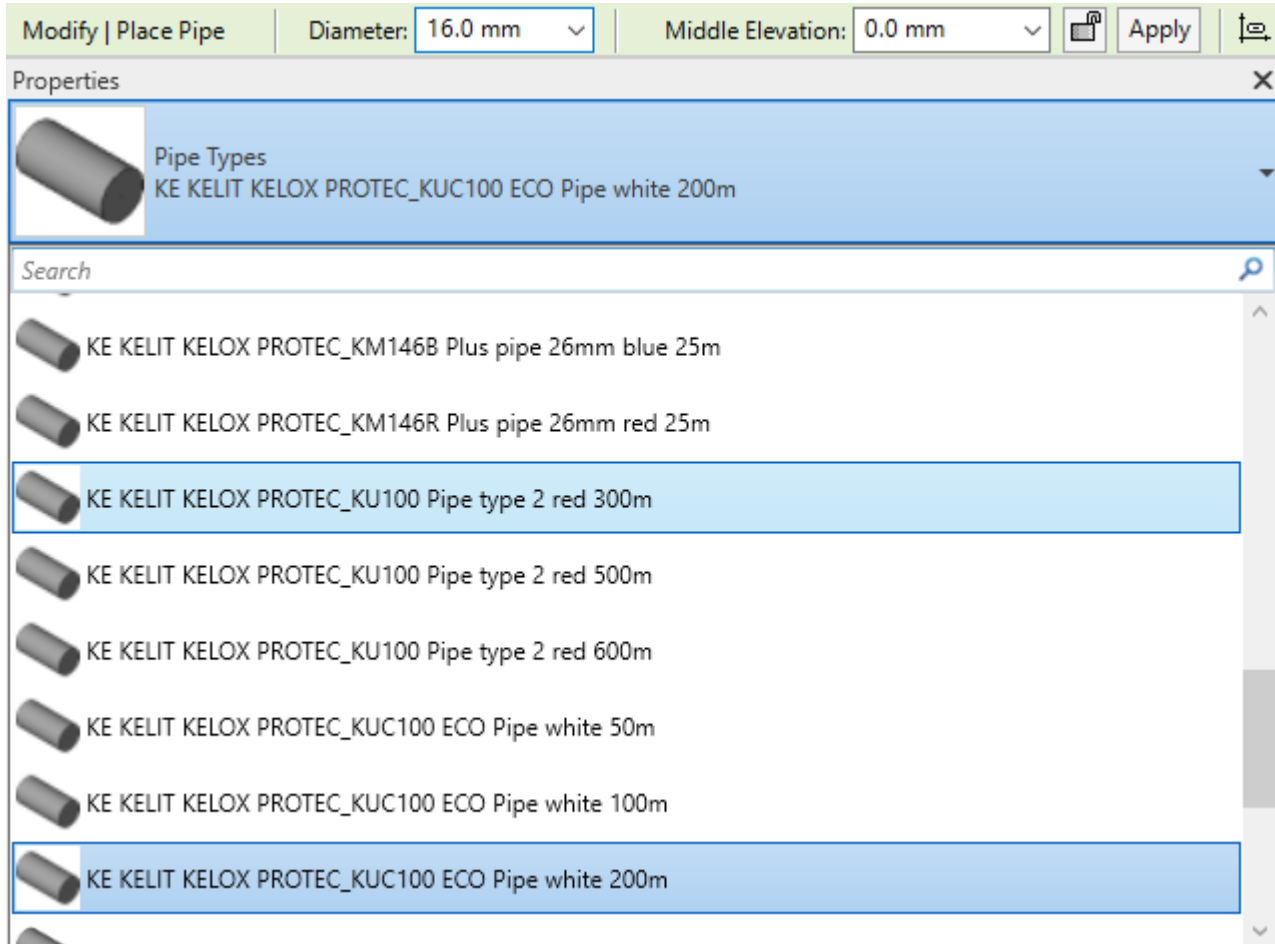 Modify | Place Pipe Diameter: 16.0 mm Middle Elevation: 0.0 mm Apply
Properties
Pipe Types
KE KELIT KELOX PROTEC_KUC100 ECO Pipe white 200m
Search
KE KELIT KELOX PROTEC_KM146B Plus pipe 26mm blue 25m
KE KELIT KELOX PROTEC_KM146R Plus pipe 26mm red 25m
KE KELIT KELOX PROTEC_KU100 Pipe type 2 red 300m
KE KELIT KELOX PROTEC_KU100 Pipe type 2 red 500m
KE KELIT KELOX PROTEC_KU100 Pipe type 2 red 600m
KE KELIT KELOX PROTEC_KUC100 ECO Pipe white 50m
KE KELIT KELOX PROTEC_KUC100 ECO Pipe white 100m
KE KELIT KELOX PROTEC_KUC100 ECO Pipe white 200m